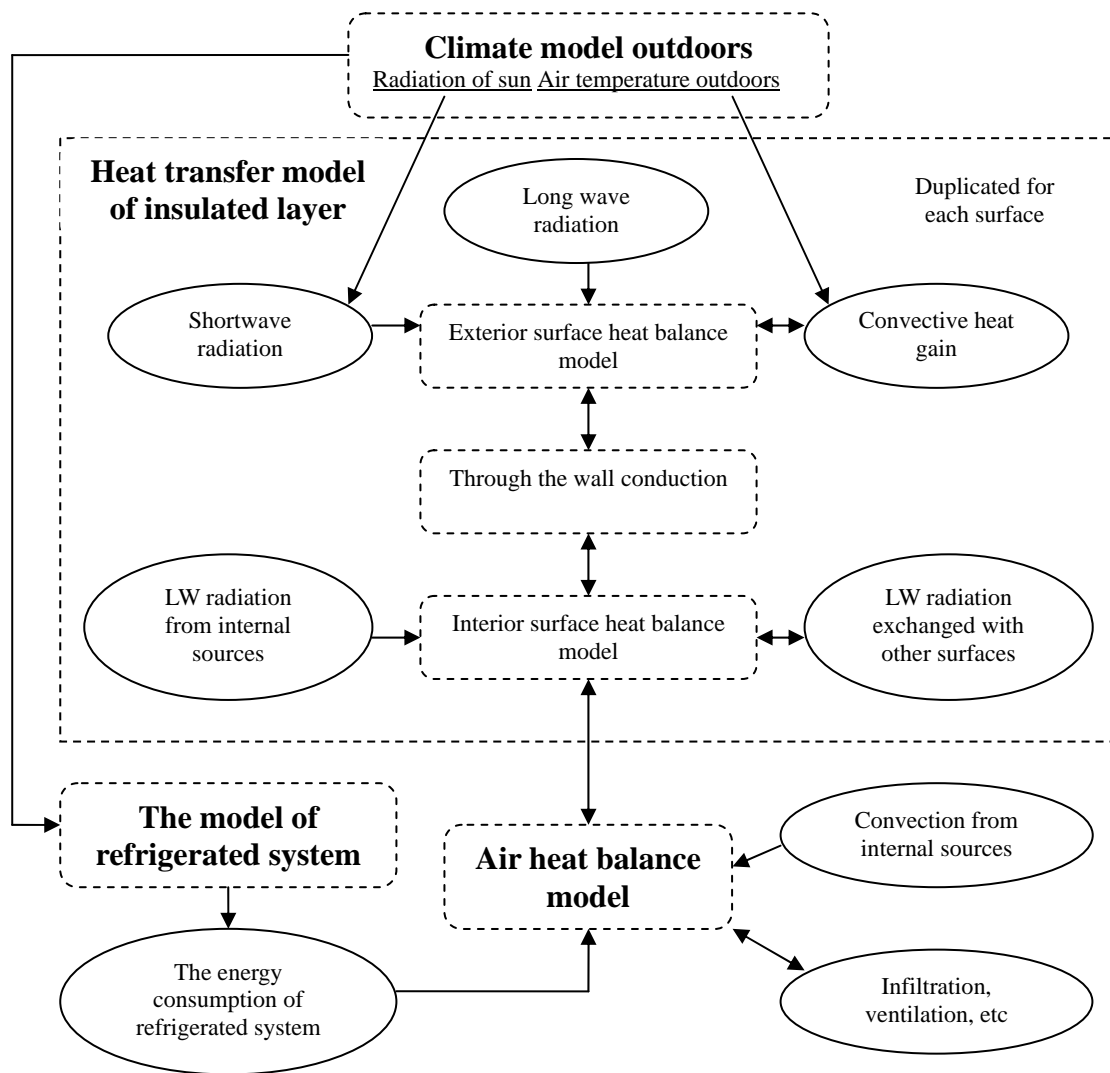 Climate model outdoors
Radiation of sun Air temperature outdoors
Heat transfer model
of insulated layer
Long wave
radiation
Duplicated for
each surface
Shortwave
radiation
Exterior surface heat balance
model
Convective heat
gain
Through the wall conduction
LW radiation
from internal
sources
Interior surface heat balance
model
LW radiation
exchanged with
other surfaces
The model of
refrigerated system
Air heat balance
model
Convection from
internal sources
The energy
consumption of
refrigerated system
Infiltration,
ventilation, etc